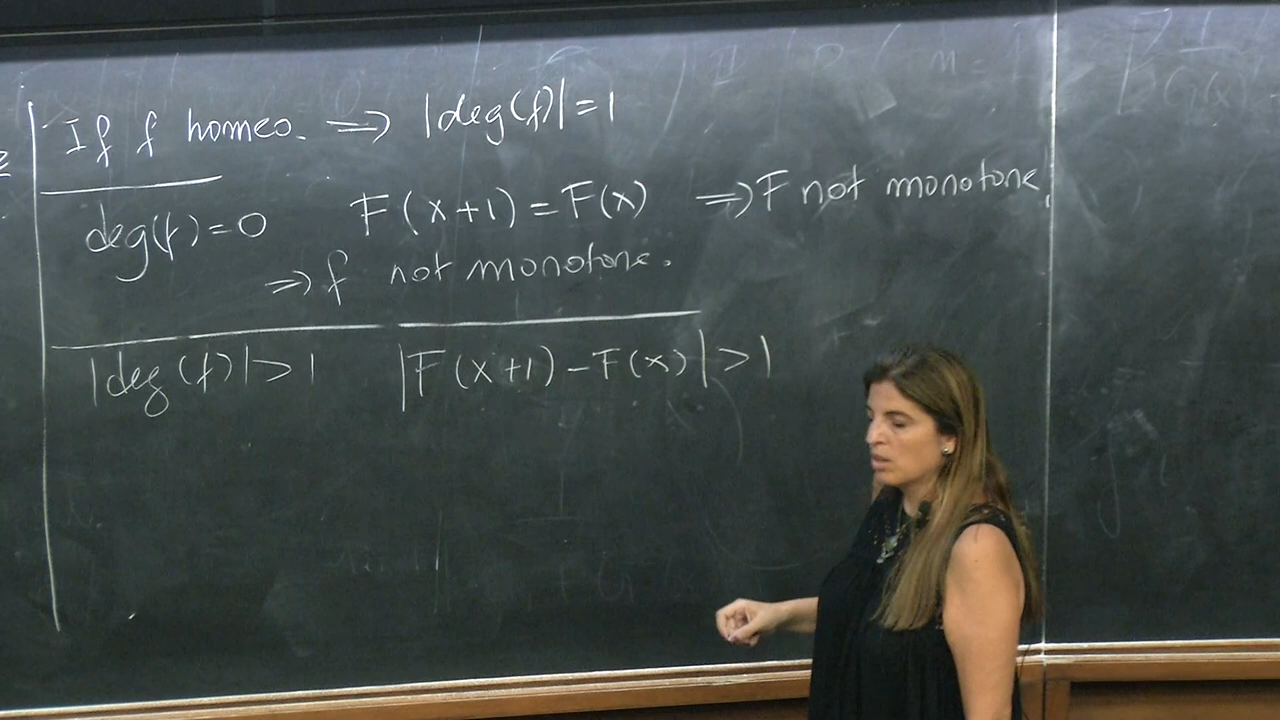 If f homeo. ⟹ |deg(f)| = 1
deg(f) = 0 F(x+1) = F(x) ⟹ F not monotone.
⟹ f not monotone.
|deg(f)| > 1 |F(x+1) - F(x)| > 1